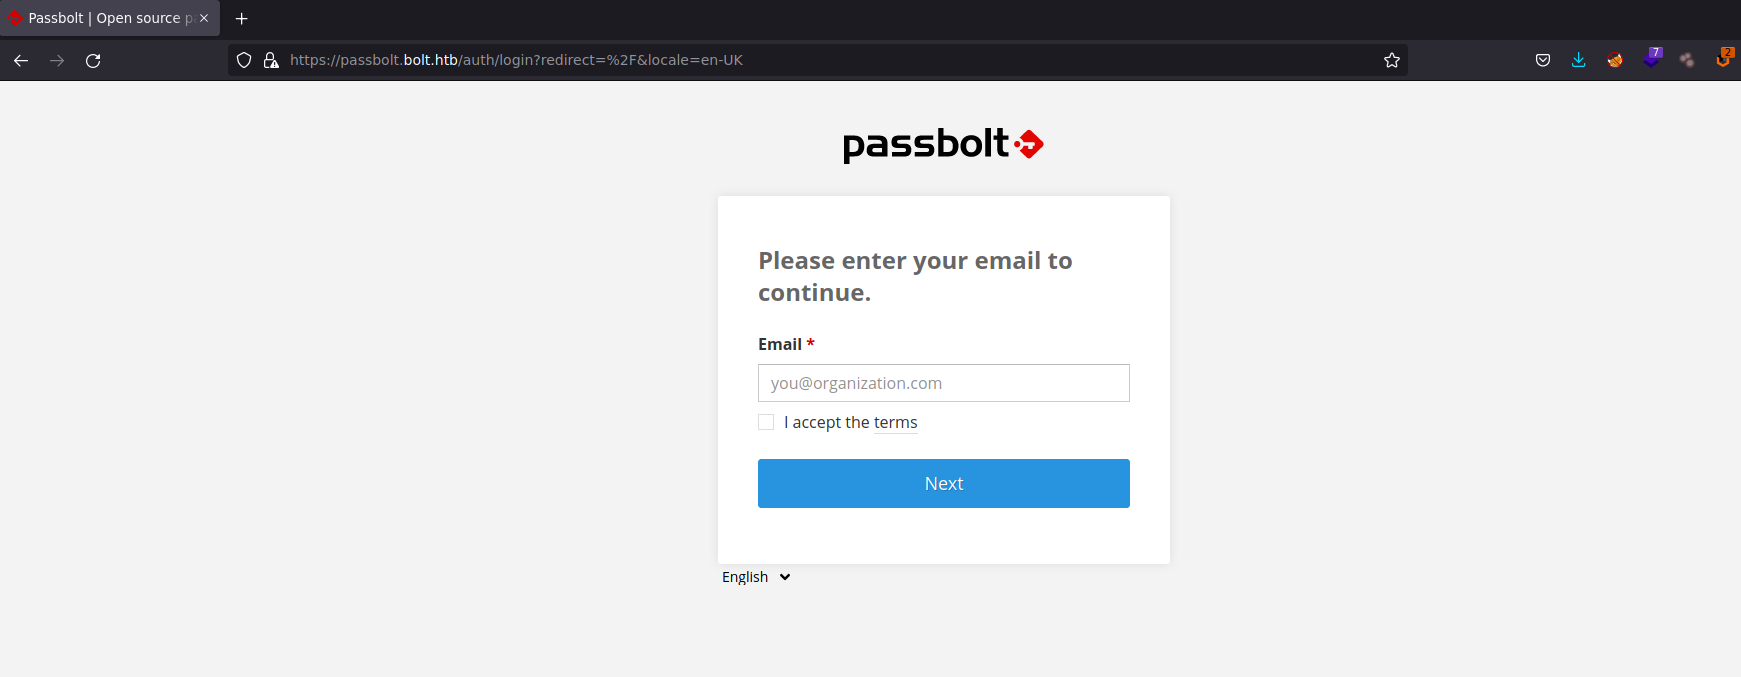 Passbolt | Open source p
https://passbolt.bolt.htb/auth/login?redirect=%2F&locale=en-UK
7
2
passbolt
Please enter your email to
continue.
Email *
you@organization.com
I accept the terms
Next
English